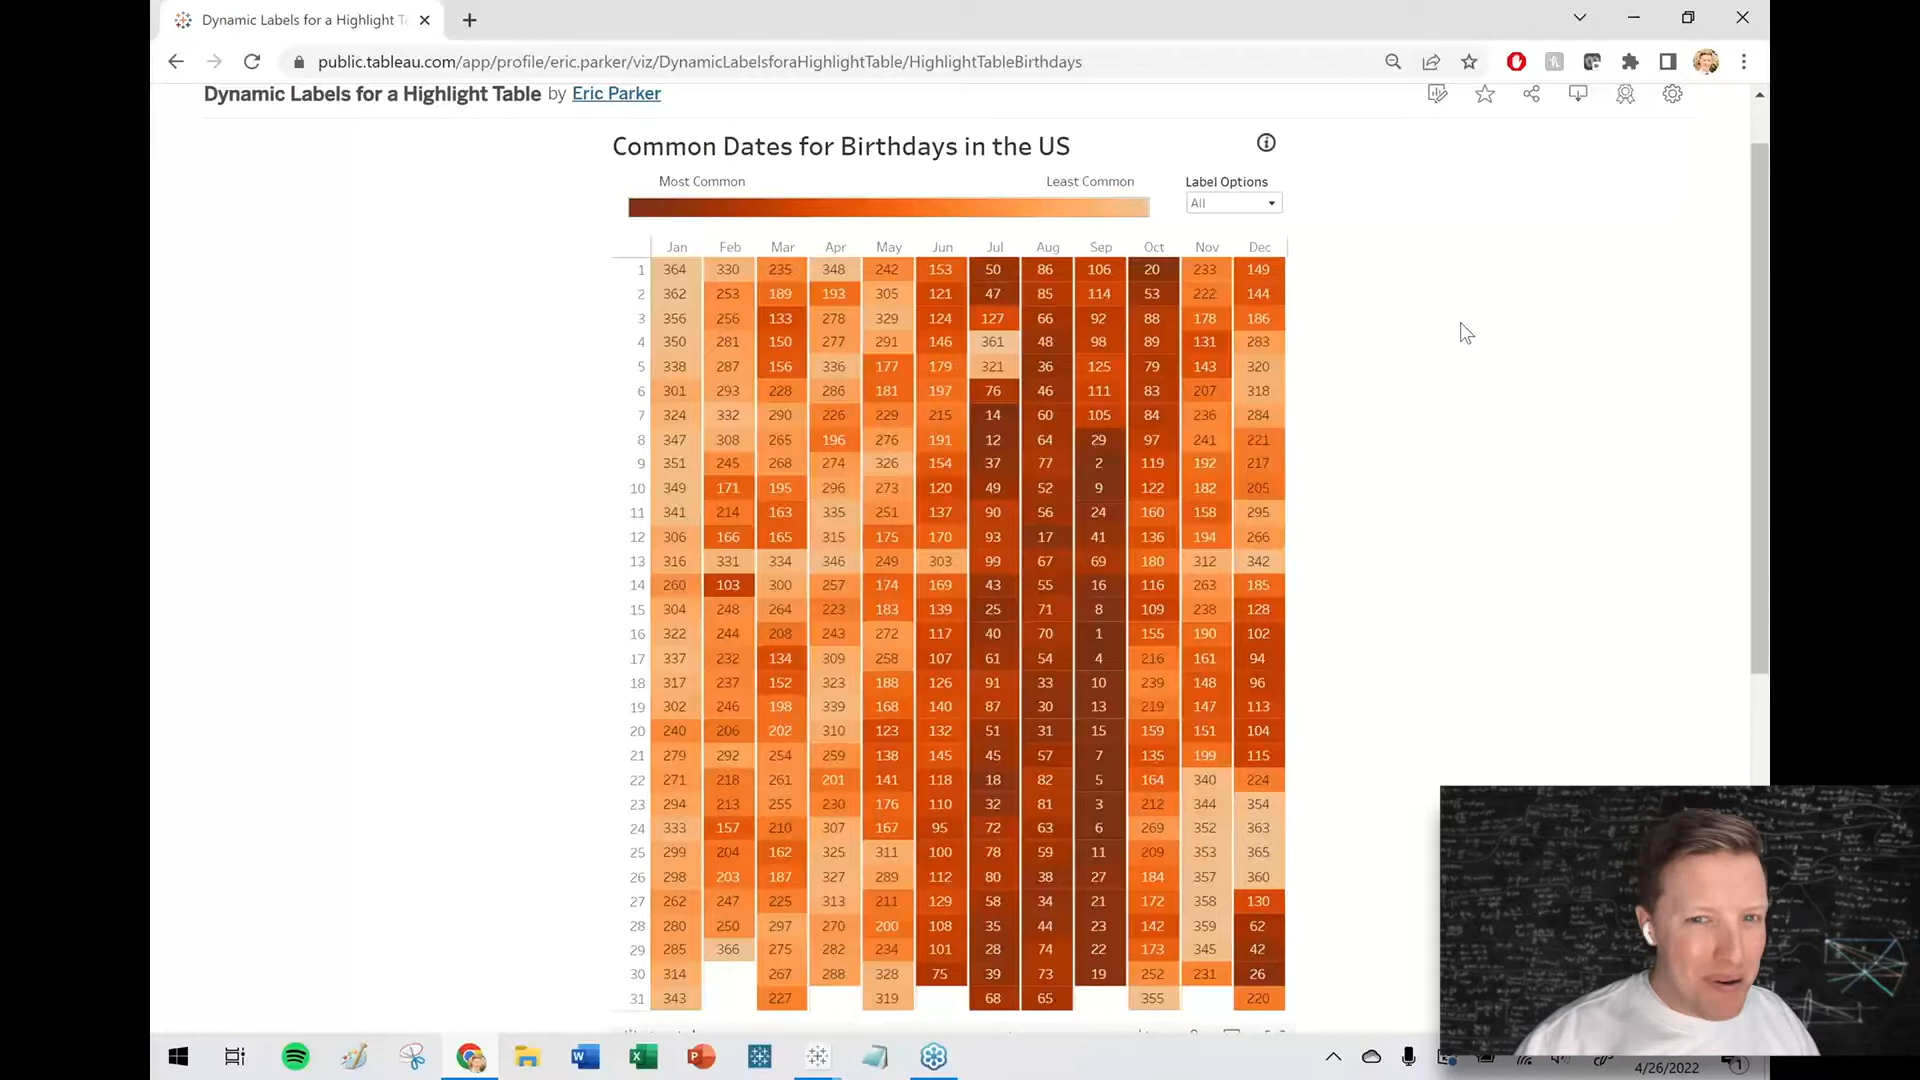 Dynamic Labels for a Highlight T
public.tableau.com/app/profile/eric.parker/viz/DynamicLabelsforaHighlightTable/HighlightTableBirthdays
Dynamic Labels for a Highlight Table by Eric Parker
Common Dates for Birthdays in the US
Most Common Least Common Label Options
All
Jan Feb Mar Apr May Jun Jul Aug Sep Oct Nov Dec
1 364 330 235 348 242 153 50 86 106 20 233 149
2 362 253 189 193 305 121 47 85 114 53 222 144
3 356 256 133 278 329 124 127 66 92 88 178 186
4 350 281 150 277 291 146 361 48 98 89 131 283
5 338 287 156 336 177 179 321 36 125 79 143 320
6 301 293 228 286 181 197 76 46 111 83 207 318
7 324 332 290 226 229 215 14 60 105 84 236 284
8 347 308 265 196 276 191 12 64 29 97 241 221
9 351 245 268 274 326 154 37 77 2 119 192 217
10 349 171 195 296 273 120 49 52 9 122 182 205
11 341 214 163 335 251 137 90 56 24 160 158 295
12 306 166 165 315 175 170 93 17 41 136 194 266
13 316 331 334 346 249 303 99 67 69 180 312 342
14 260 103 300 257 174 169 43 55 16 116 263 185
15 304 248 264 223 183 139 25 71 8 109 238 128
16 322 244 208 243 272 117 40 70 1 155 190 102
17 337 232 134 309 258 107 61 54 4 216 161 94
18 317 237 152 323 188 126 91 33 10 239 148 96
19 302 246 198 339 168 140 87 30 13 219 147 113
20 240 206 202 310 123 132 51 31 15 159 151 104
21 279 292 254 259 138 145 45 57 7 135 199 115
22 271 218 261 201 141 118 18 82 5 164 340 224
23 294 213 255 230 176 110 32 81 3 212 344 354
24 333 157 210 307 167 95 72 63 6 269 352 363
25 299 204 162 325 311 100 78 59 11 209 353 365
26 298 203 187 327 289 112 80 38 27 184 357 360
27 262 247 225 313 211 129 58 34 21 172 358 130
28 280 250 297 270 200 108 35 44 23 142 359 62
29 285 366 275 282 234 101 28 74 22 173 345 42
30 314 267 288 328 75 39 73 19 252 231 26
31 343 227 319 68 65 355 220
4/26/2022